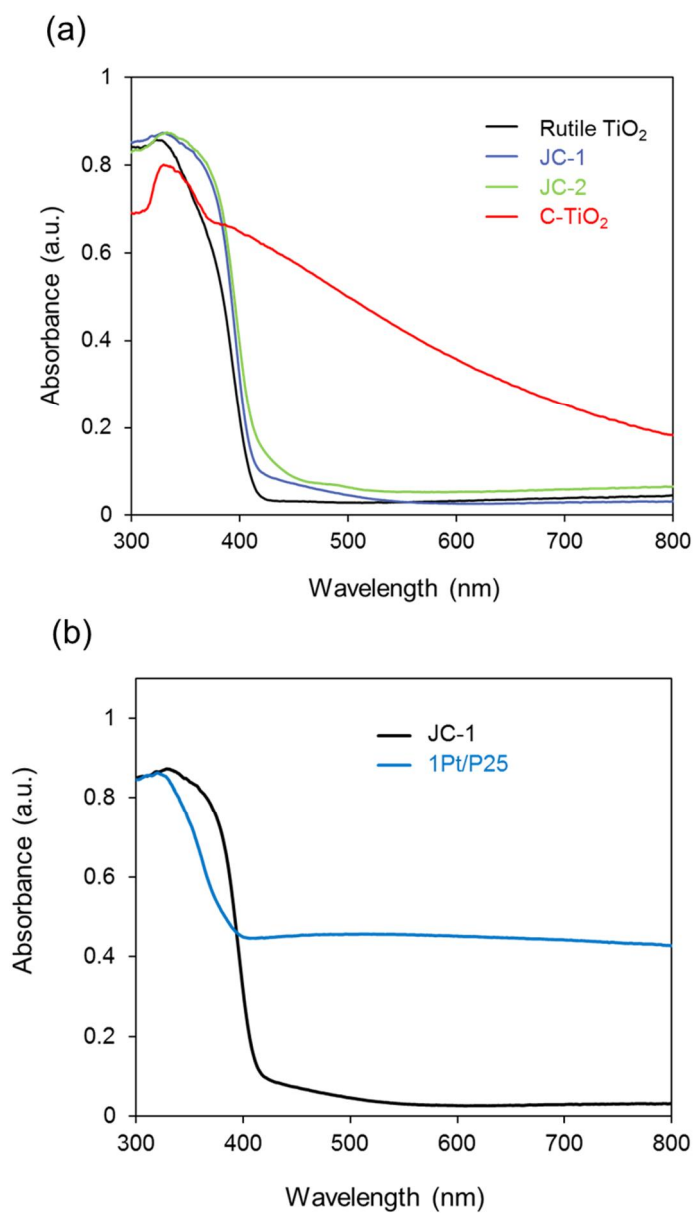 (a)
Absorbance (a.u.)
1
0.8
0.6
0.4
0.2
0
Rutile TiO₂
JC-1
JC-2
C-TiO₂
300 400 500 600 700 800
Wavelength (nm)
(b)
Absorbance (a.u.)
1
0.8
0.6
0.4
0.2
0
JC-1
1Pt/P25
300 400 500 600 700 800
Wavelength (nm)